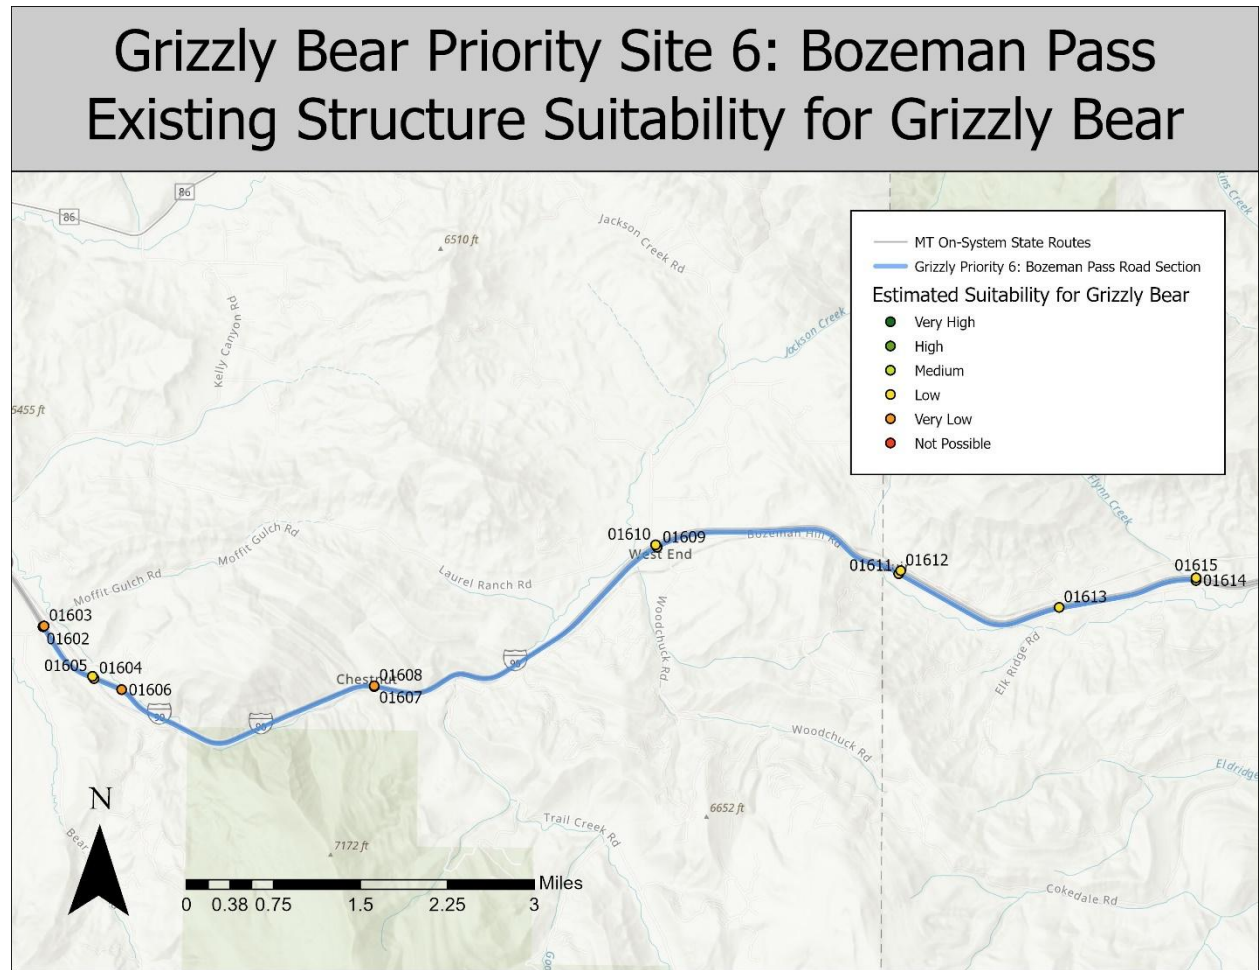 Grizzly Bear Priority Site 6: Bozeman Pass
Existing Structure Suitability for Grizzly Bear
86
86
Jackson Creek Rd
6510 ft
Kelly Canyon Rd
Jackson Creek
MT On-System State Routes
Grizzly Priority 6: Bozeman Pass Road Section
Estimated Suitability for Grizzly Bear
Very High
High
Medium
Low
Very Low
Not Possible
5455 ft
Flynn Creek
Moffit Gulch Rd
Moffit Gulch Rd
Laurel Ranch Rd
01610
01609
West End
Bozeman Hill Rd
01611
01612
01615
01614
01613
Elk Ridge Rd
Woodchuck Rd
Woodchuck Rd
01603
01602
01605
01604
01606
Chestnut
01608
01607
90
90
90
Eldridge
6652 ft
Trail Creek Rd
7172 ft
Cokedale Rd
N
Bear
Miles
0 0.38 0.75 1.5 2.25 3